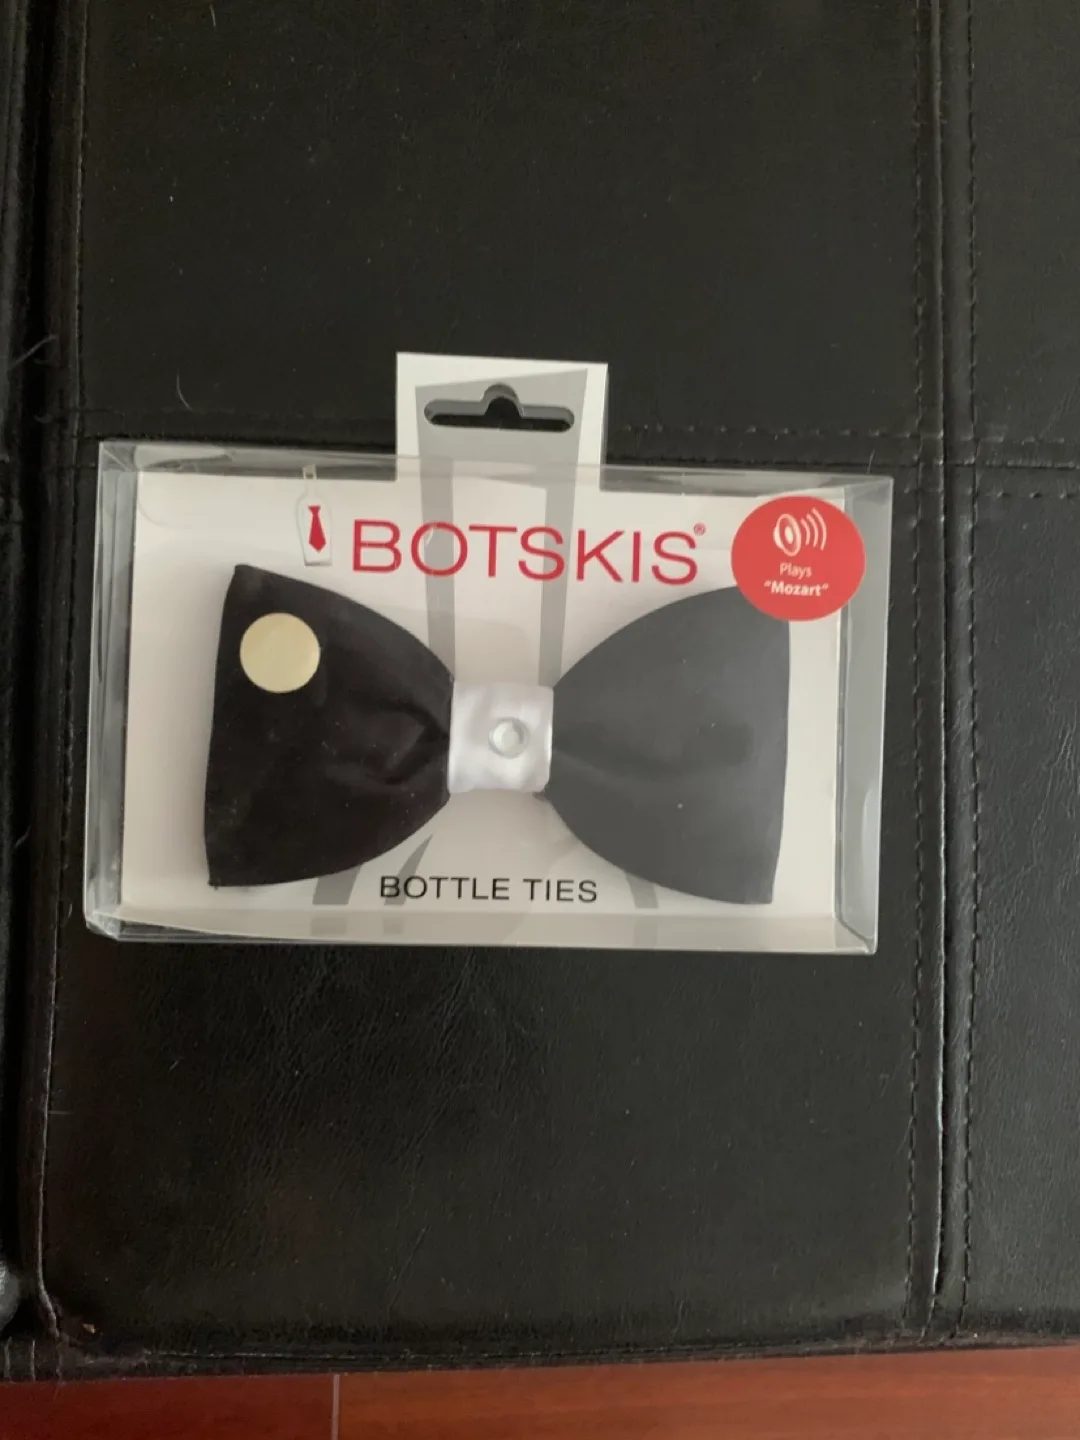 BOTSKIS®
Plays
"Mozart"
BOTTLE TIES